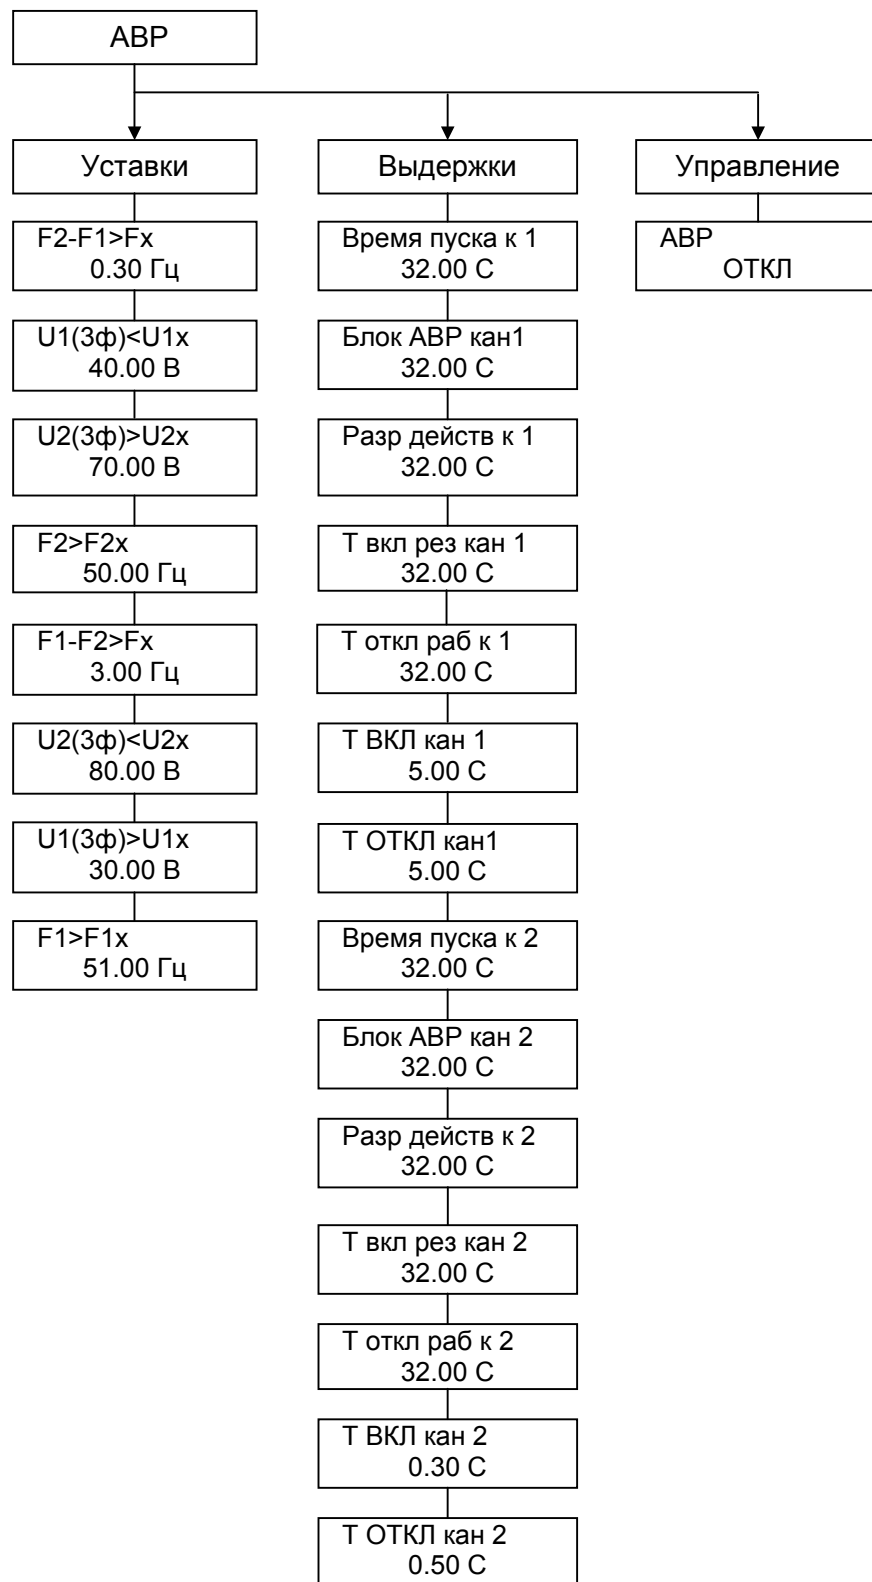 АВР
Уставки
F2-F1>Fx
0.30 Гц
U1(3ф)<U1x
40.00 В
U2(3ф)>U2x
70.00 В
F2>F2x
50.00 Гц
F1-F2>Fx
3.00 Гц
U2(3ф)<U2x
80.00 В
U1(3ф)>U1x
30.00 В
F1>F1x
51.00 Гц
Выдержки
Время пуска к 1
32.00 С
Блок АВР кан1
32.00 С
Разр действ к 1
32.00 С
Т вкл рез кан 1
32.00 С
Т откл раб к 1
32.00 С
Т ВКЛ кан 1
5.00 С
Т ОТКЛ кан1
5.00 С
Время пуска к 2
32.00 С
Блок АВР кан 2
32.00 С
Разр действ к 2
32.00 С
Т вкл рез кан 2
32.00 С
Т откл раб к 2
32.00 С
Т ВКЛ кан 2
0.30 С
Т ОТКЛ кан 2
0.50 С
Управление
АВР
ОТКЛ